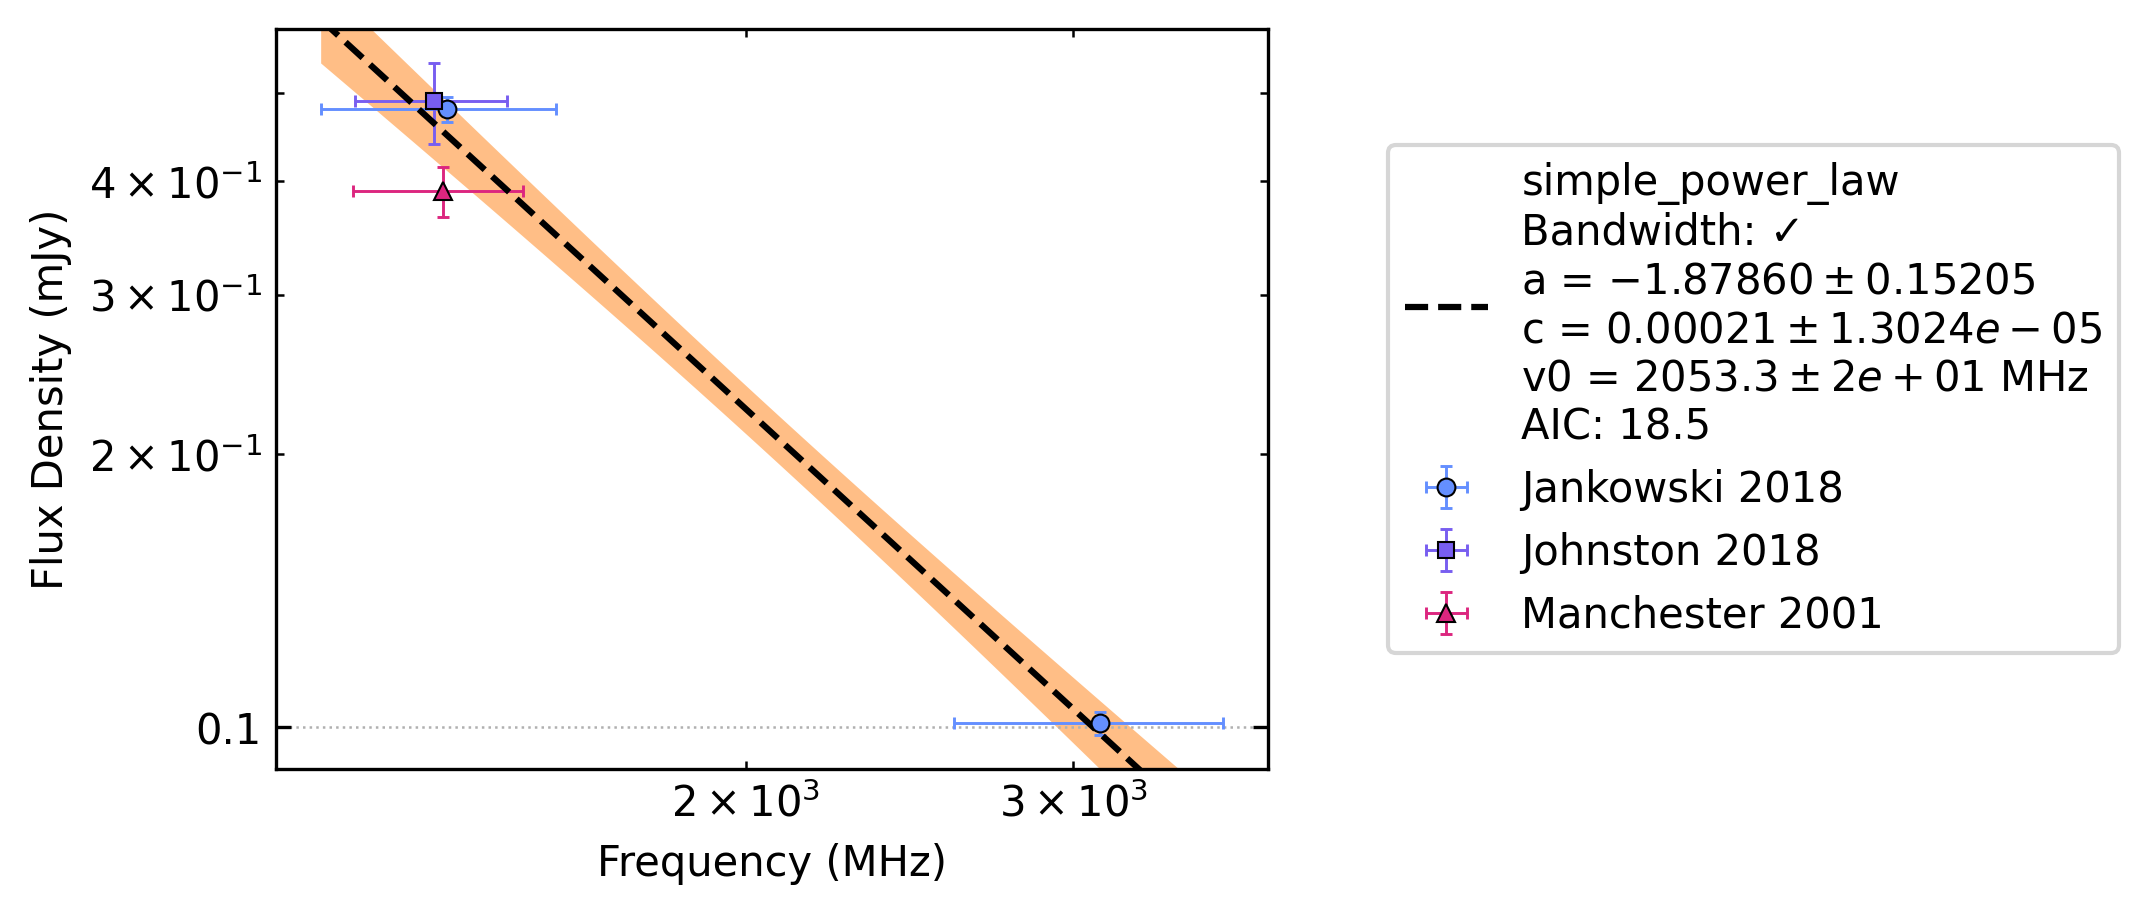 Flux Density (mJy)
4 × 10⁻¹
3 × 10⁻¹
2 × 10⁻¹
0.1
2 × 10³
3 × 10³
Frequency (MHz)
simple_power_law
Bandwidth: ✓
a = −1.87860 ± 0.15205
c = 0.00021 ± 1.3024e − 05
v0 = 2053.3 ± 2e + 01 MHz
AIC: 18.5
Jankowski 2018
Johnston 2018
Manchester 2001